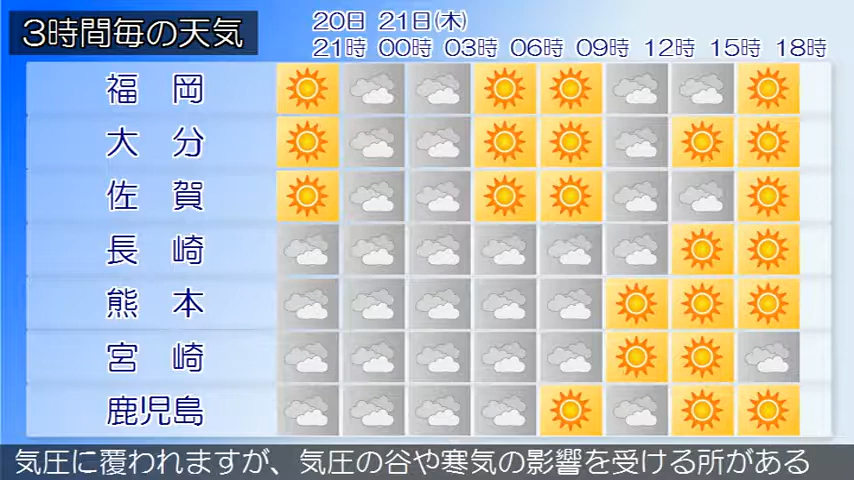 3時間毎の天気
20日 21日(木)
21時 00時 03時 06時 09時 12時 15時 18時
福岡
大分
佐賀
長崎
熊本
宮崎
鹿児島
気圧に覆われますが、気圧の谷や寒気の影響を受ける所がある